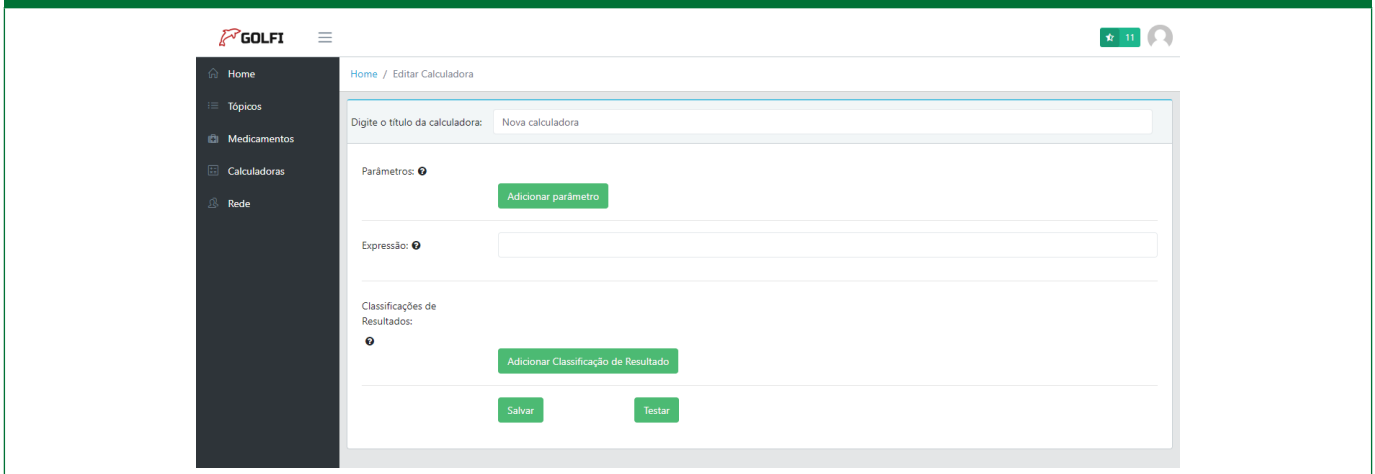 GOLFI
11
Home
Tópicos
Medicamentos
Calculadoras
Rede
Home / Editar Calculadora
Digite o título da calculadora: Nova calculadora
Parâmetros: ?
Adicionar parâmetro
Expressão: ?
Classificações de
Resultados:
?
Adicionar Classificação de Resultado
Salvar Testar